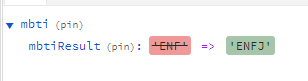 mbti (pin)
mbtiResult (pin): 'ENF' => 'ENFJ'